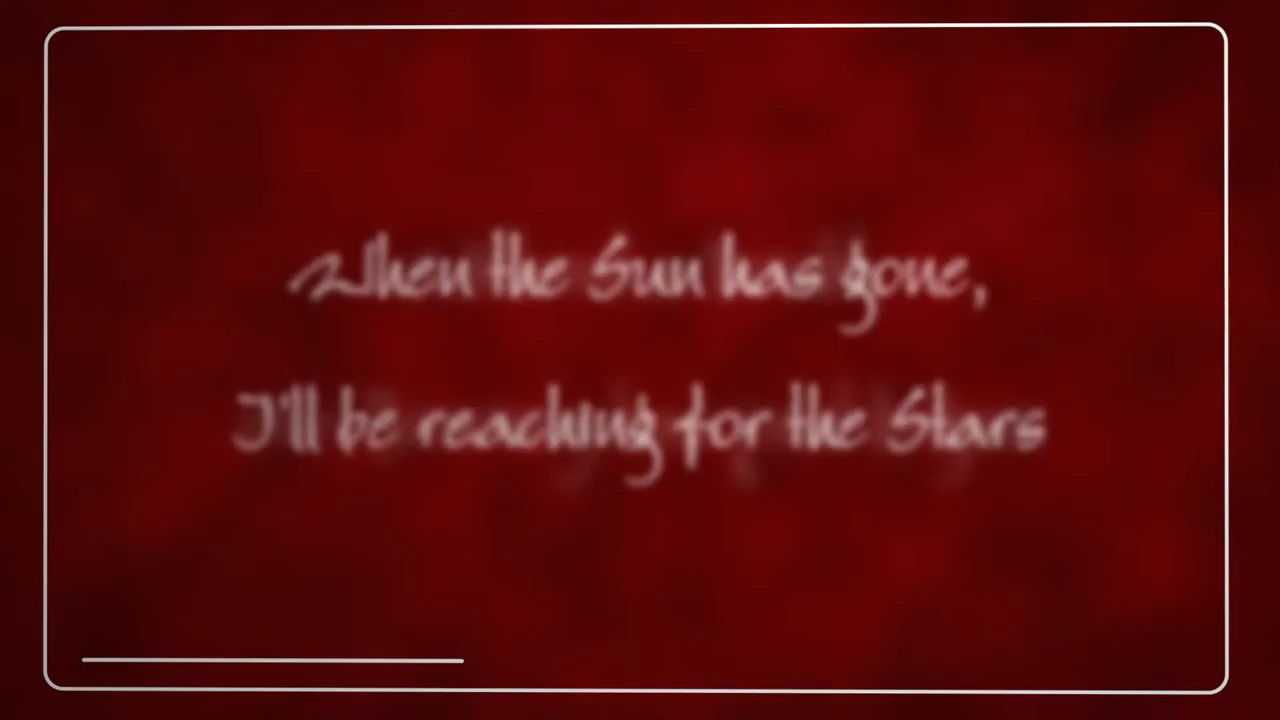 When the Sun has gone,
I'll be reaching for the Stars